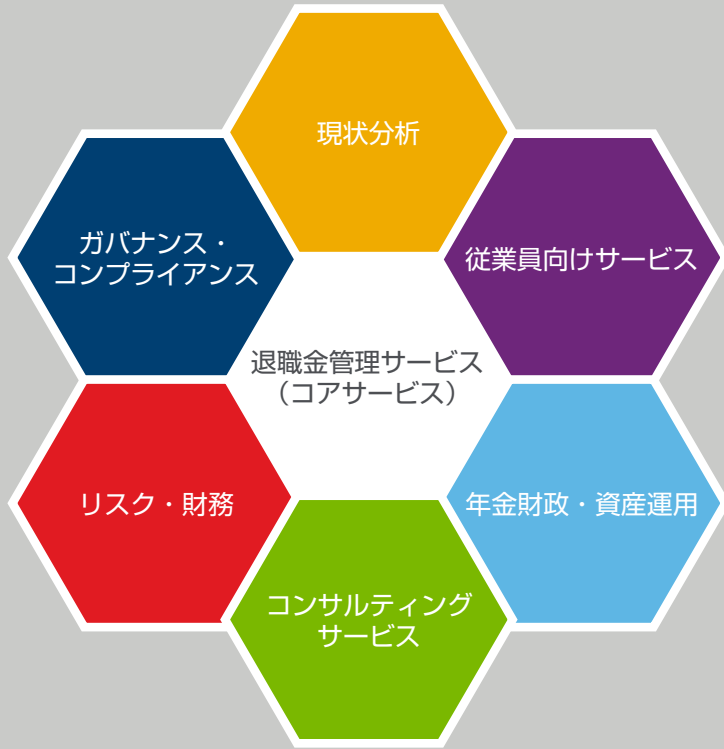 現状分析
ガバナンス・
コンプライアンス
従業員向けサービス
退職金管理サービス
（コアサービス）
リスク・財務
年金財政・資産運用
コンサルティング
サービス